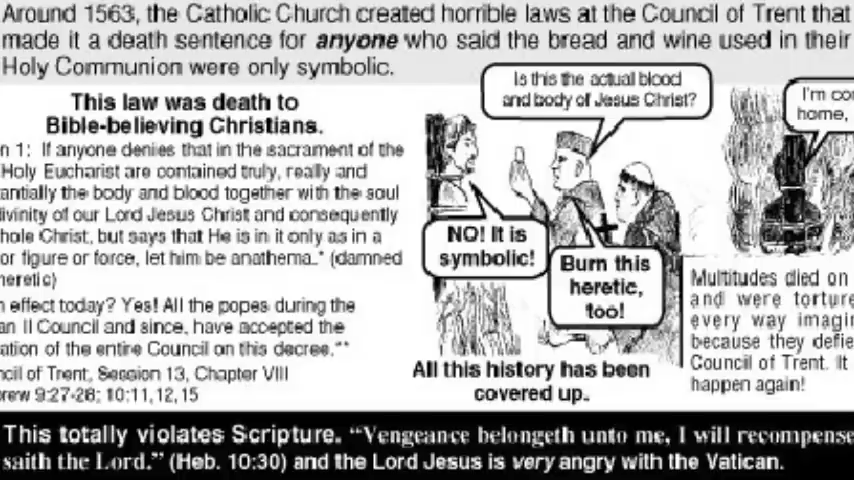 Around 1563, the Catholic Church created horrible laws at the Council of Trent that
made it a death sentence for anyone who said the bread and wine used in their
Holy Communion were only symbolic.
This law was death to
Bible-believing Christians.
n 1: If anyone denies that in the sacrament of the
Holy Eucharist are contained truly, really and
antially the body and blood together with the soul
divinity of our Lord Jesus Christ and consequently
hole Christ, but says that He is in it only as in a
or figure or force, let him be anathema.* (damned
heretic)
n effect today? Yes! All the popes during the
an II Council and since, have accepted the
ation of the entire Council on this decree.**
ncil of Trent, Session 13, Chapter VIII
rew 9:27-28; 10:11,12,15
Is this the actual blood
and body of Jesus Christ?
NO! It is
symbolic!
Burn this
heretic,
too!
All this history has been
covered up.
I'm co
home,
Multitudes died on
and were torture
every way imagin
because they defie
Council of Trent. It
happen again!
This totally violates Scripture. “Vengeance belongeth unto me, I will recompense
saith the Lord.” (Heb. 10:30) and the Lord Jesus is very angry with the Vatican.